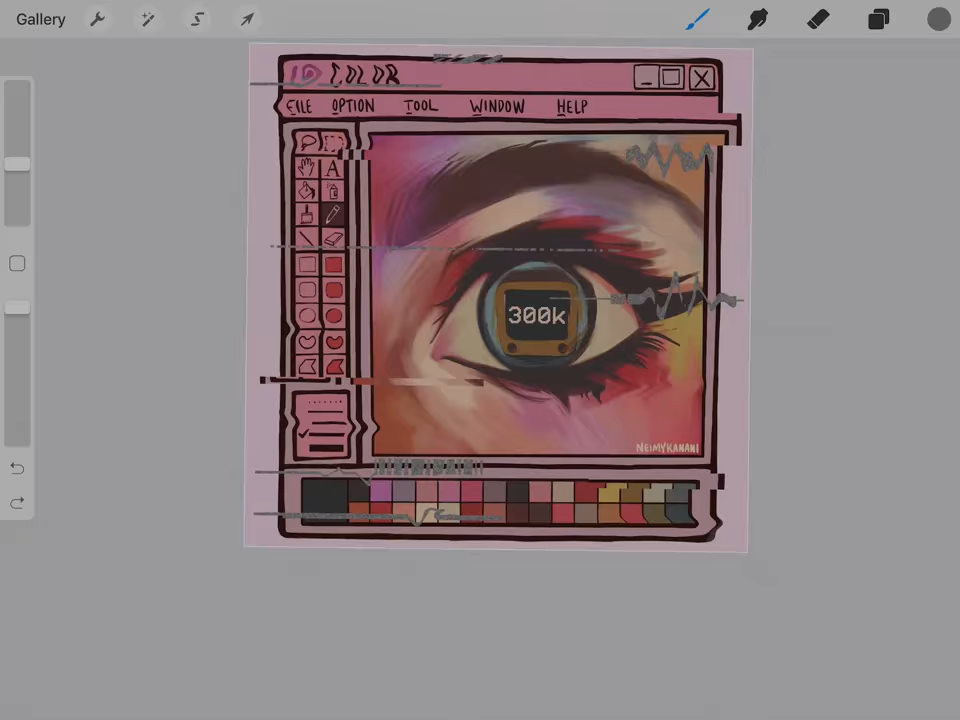 Gallery
COLOR
FILE OPTION TOOL WINDOW HELP
A
300k
NEIMYKANANI